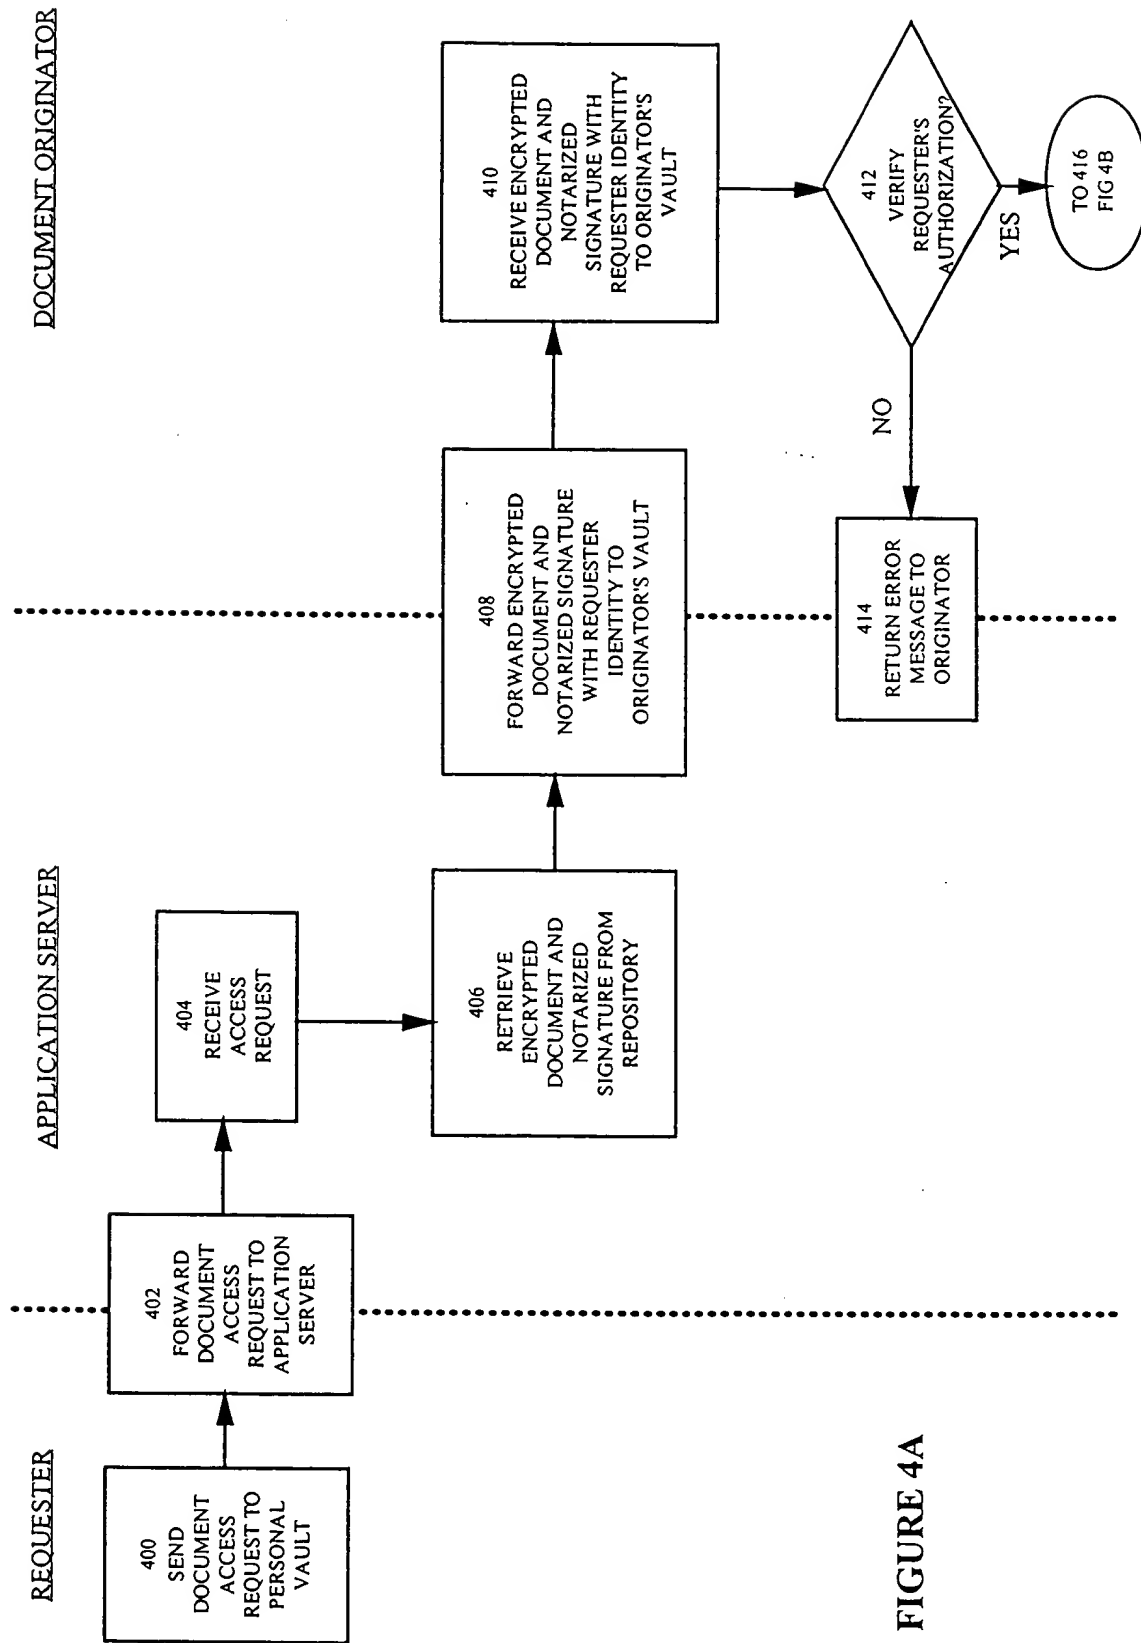 REQUESTER
APPLICATION SERVER
DOCUMENT ORIGINATOR
400
SEND
DOCUMENT
ACCESS
REQUEST TO
PERSONAL
VAULT
402
FORWARD
DOCUMENT
ACCESS
REQUEST TO
APPLICATION
SERVER
404
RECEIVE
ACCESS
REQUEST
406
RETRIEVE
ENCRYPTED
DOCUMENT AND
NOTARIZED
SIGNATURE FROM
REPOSITORY
408
FORWARD ENCRYPTED
DOCUMENT AND
NOTARIZED SIGNATURE
WITH REQUESTER
IDENTITY TO
ORIGINATOR'S VAULT
410
RECEIVE ENCRYPTED
DOCUMENT AND
NOTARIZED
SIGNATURE WITH
REQUESTER IDENTITY
TO ORIGINATOR'S
VAULT
412
VERIFY
REQUESTER'S
AUTHORIZATION?
NO
YES
414
RETURN ERROR
MESSAGE TO
ORIGINATOR
TO 416
FIG 4B
FIGURE 4A